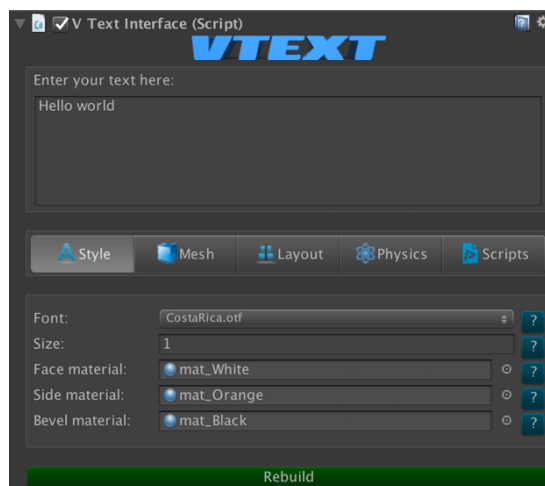 V Text Interface (Script)
VTEXT
Enter your text here:
Hello world
Style Mesh Layout Physics Scripts
Font: CostaRica.otf ?
Size: 1 ?
Face material: mat_White ?
Side material: mat_Orange ?
Bevel material: mat_Black ?
Rebuild